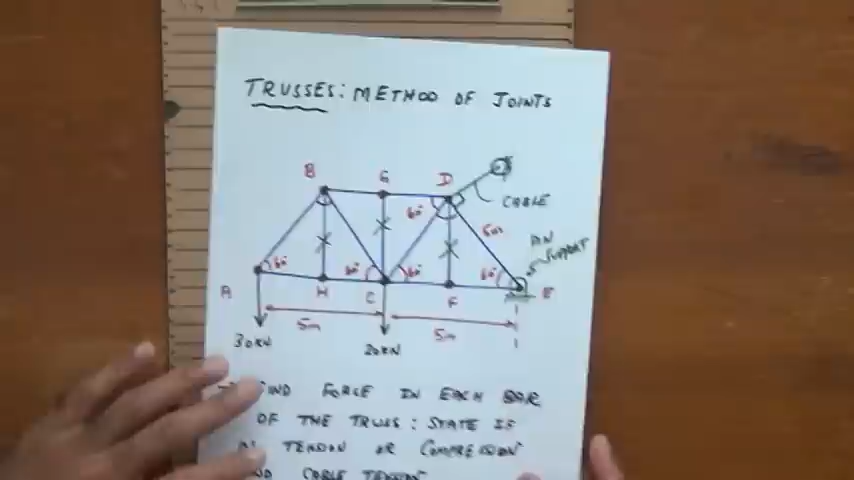 TRUSSES: METHOD OF JOINTS
B G D
CABLE
60° 5m
PIN SUPPORT
60° 60° 60° 60°
A H C F E
5m 5m
30kN 20kN
FIND FORCE IN EACH BAR
OF THE TRUSS: STATE IF
TENSION OR COMPRESSION
CABLE TENSION